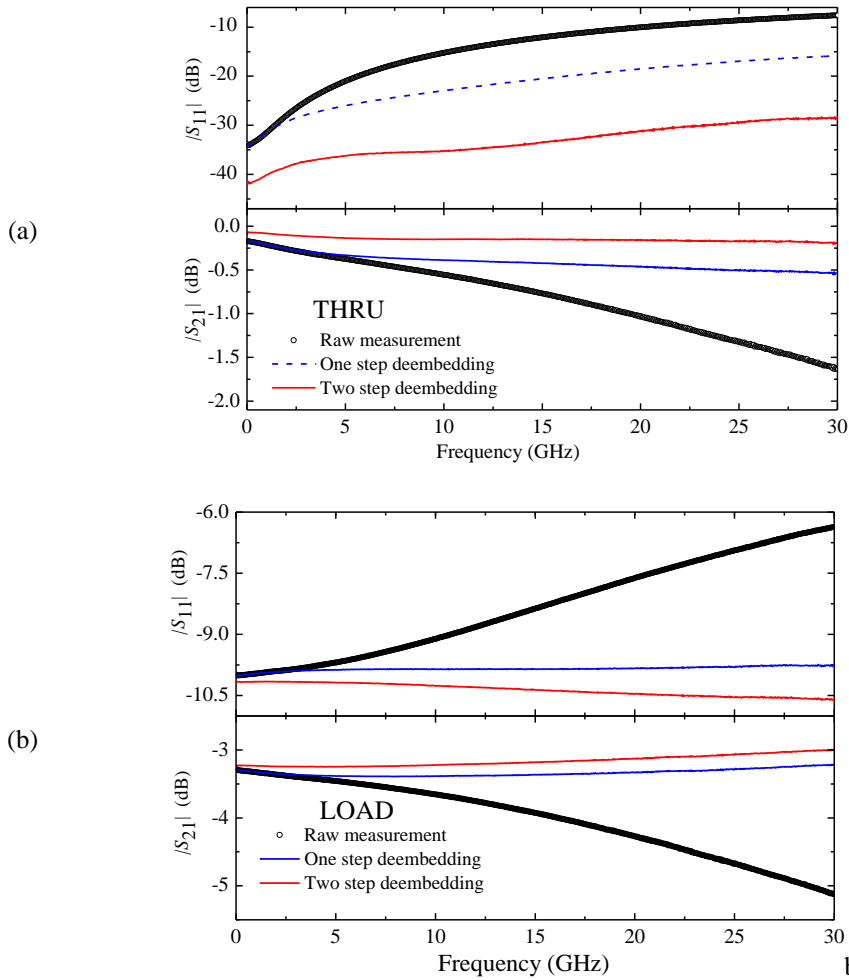 (a)
|S11| (dB)
-10
-20
-30
-40
|S21| (dB)
0.0
-0.5
-1.0
-1.5
-2.0
THRU
Raw measurement
One step deembedding
Two step deembedding
0 5 10 15 20 25 30
Frequency (GHz)
(b)
|S11| (dB)
-6.0
-7.5
-9.0
-10.5
|S21| (dB)
-3
-4
-5
LOAD
Raw measurement
One step deembedding
Two step deembedding
0 5 10 15 20 25 30
Frequency (GHz)